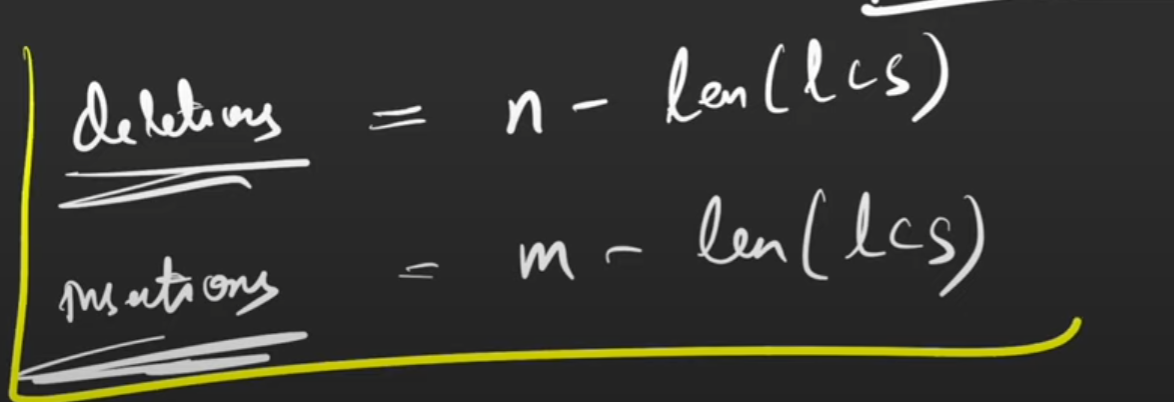 deletions = n - len(lcs)
insertions = m - len(lcs)